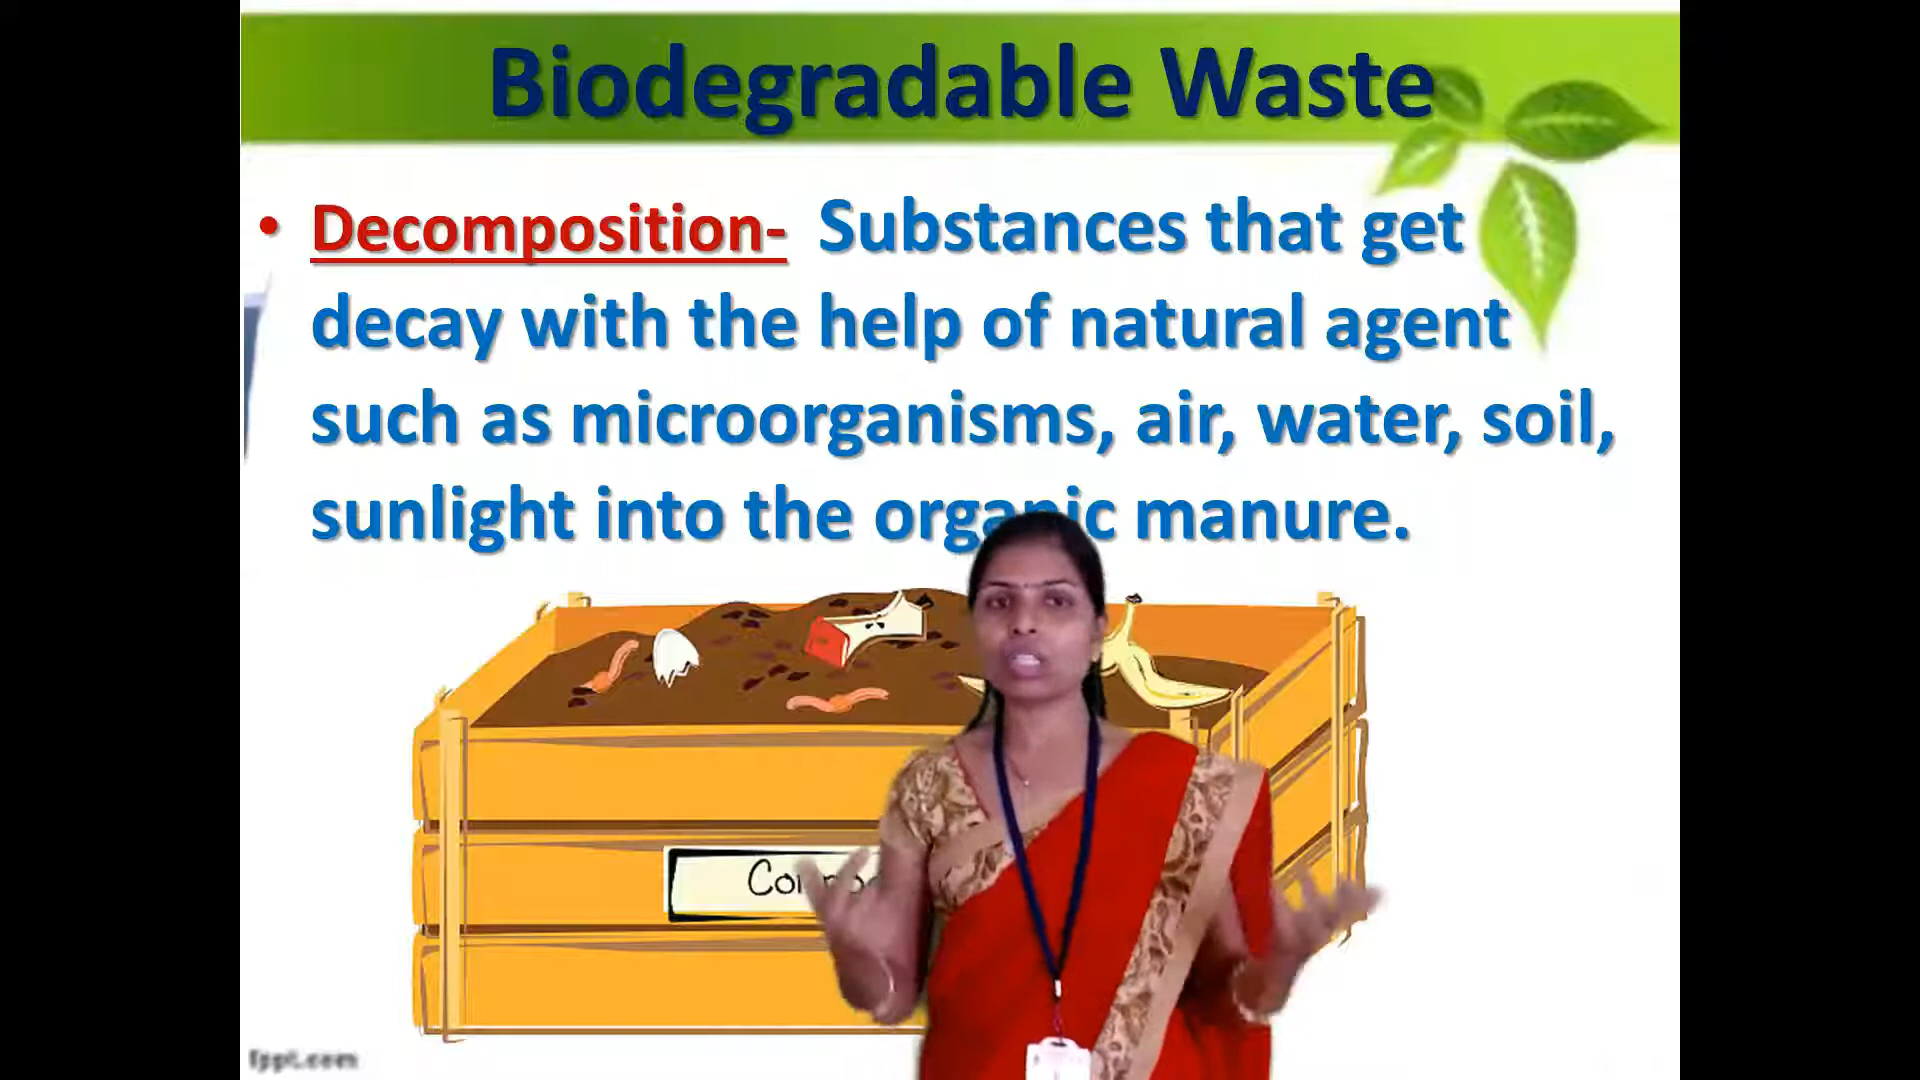 Biodegradable Waste
• Decomposition- Substances that get
decay with the help of natural agent
such as microorganisms, air, water, soil,
sunlight into the organic manure.
fppt.com